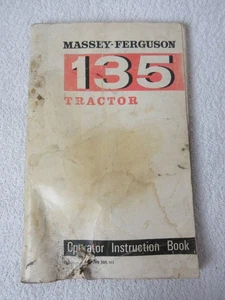 MASSEY-FERGUSON
135
TRACTOR
Operator Instruction Book